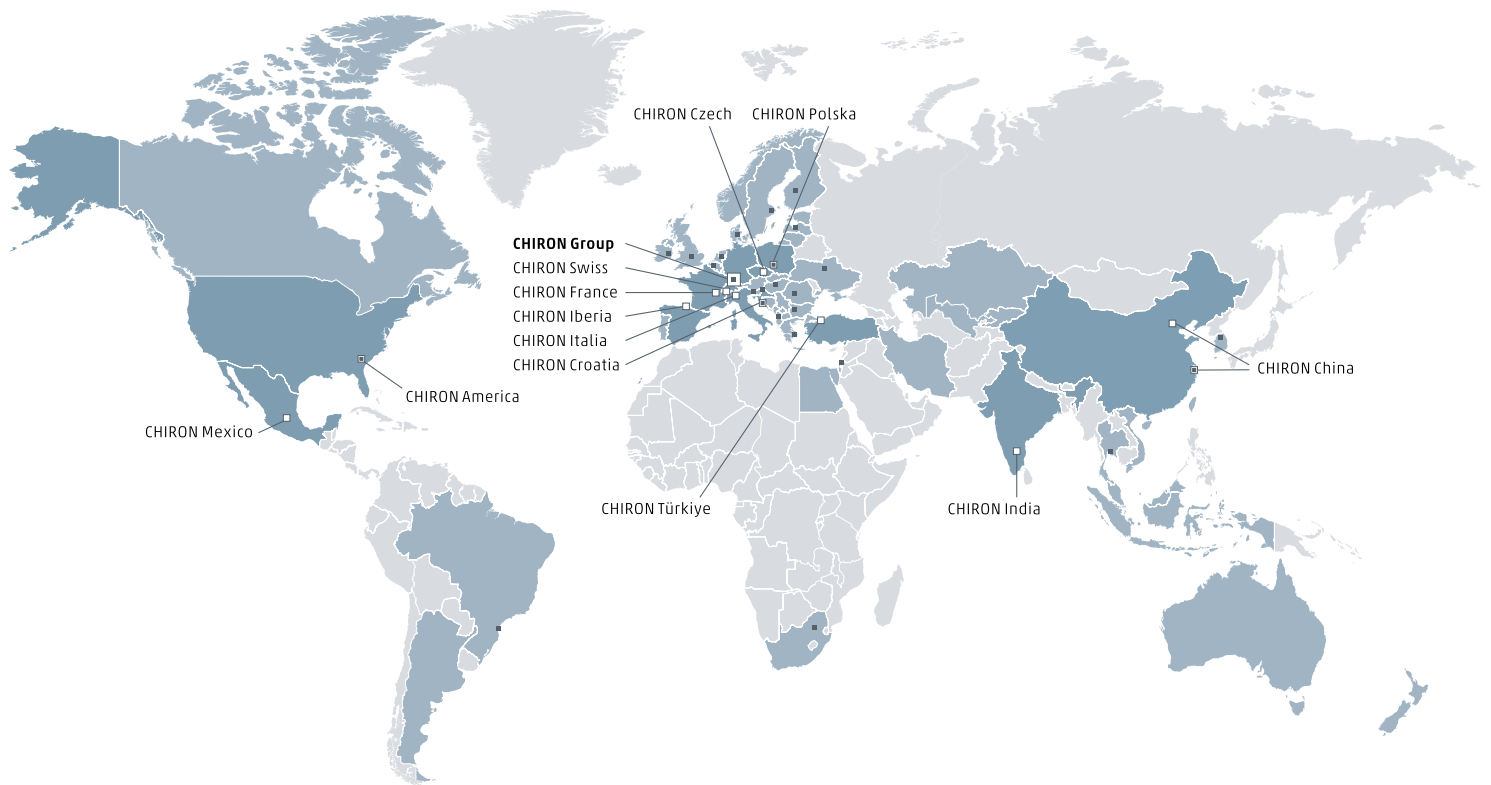 CHIRON Czech
CHIRON Polska
CHIRON Group
CHIRON Swiss
CHIRON France
CHIRON Iberia
CHIRON Italia
CHIRON Croatia
CHIRON China
CHIRON America
CHIRON Mexico
CHIRON Türkiye
CHIRON India